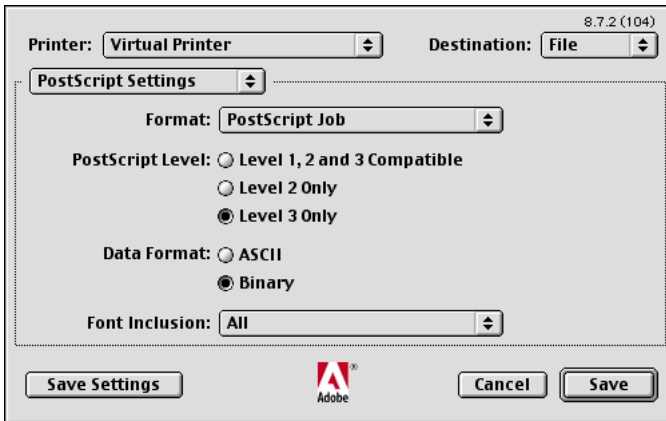 8.7.2 (104)
Printer: Virtual Printer Destination: File
PostScript Settings
Format: PostScript Job
PostScript Level: Level 1, 2 and 3 Compatible
Level 2 Only
Level 3 Only
Data Format: ASCII
Binary
Font Inclusion: All
Save Settings Adobe® Cancel Save